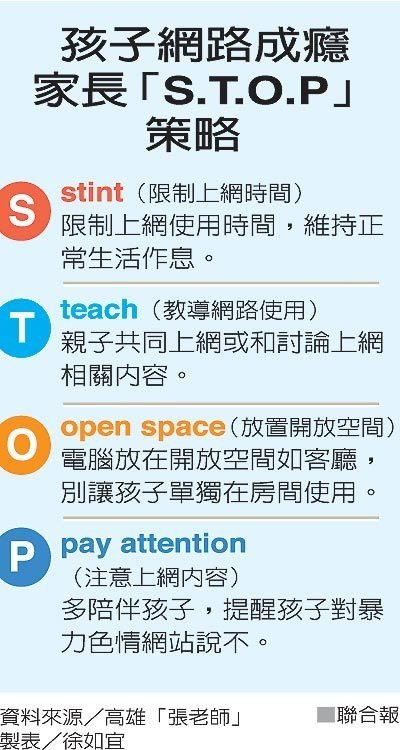 孩子網路成癮
家長「S.T.O.P」
策略
S
stint（限制上網時間）
限制上網使用時間，維持正
常生活作息。
T
teach（教導網路使用）
親子共同上網或和討論上網
相關內容。
O
open space（放置開放空間）
電腦放在開放空間如客廳，
別讓孩子單獨在房間使用。
P
pay attention
（注意上網內容）
多陪伴孩子，提醒孩子對暴
力色情網站說不。
資料來源／高雄「張老師」
製表／徐如宜
■聯合報